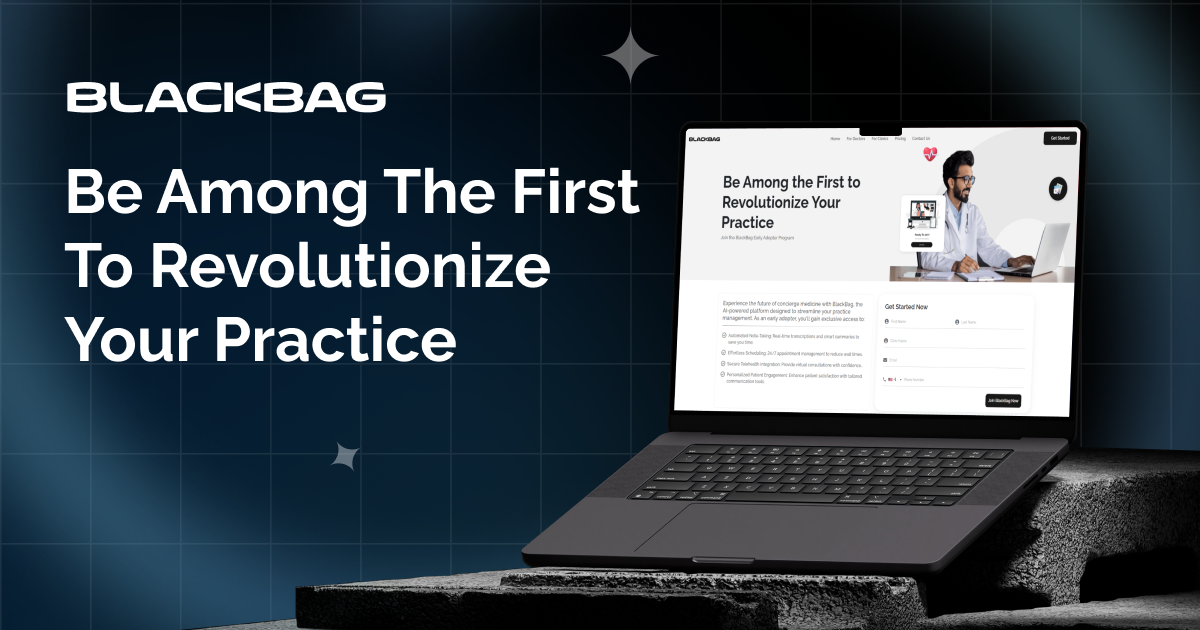 BLACKBAG
Be Among The First
To Revolutionize
Your Practice
BLACKBAG
Home For Doctors For Clinics Pricing Contact Us
Get Started
Be Among the First to
Revolutionize Your
Practice
Join the BlackBag Early Adopter Program
Experience the future of concierge medicine with BlackBag, the
AI-powered platform designed to streamline your practice
management. As an early adopter, you'll gain exclusive access to:
Automated Note-Taking: Real-time transcriptions and smart summaries to
save you time.
Effortless Scheduling: 24/7 appointment management to reduce wait times.
Secure Telehealth Integration: Provide virtual consultations with confidence.
Personalized Patient Engagement: Enhance patient satisfaction with tailored
communication tools.
Get Started Now
First Name
Last Name
Email
Phone Number
Join BlackBag Now